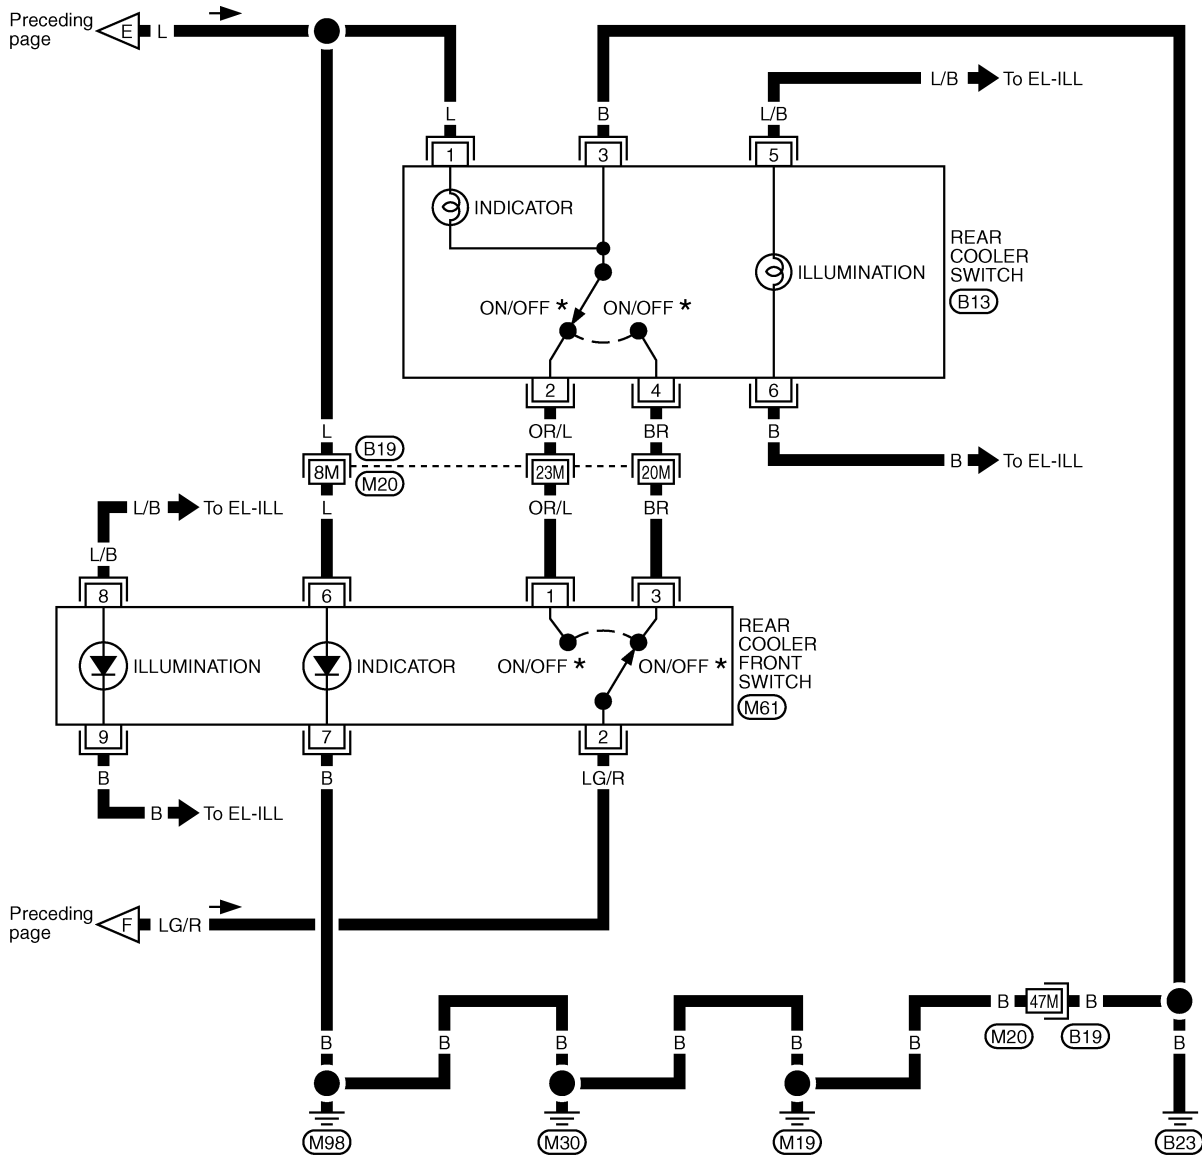 Preceding
page
E
L
L
B
L/B
L/B
To EL-ILL
1
3
5
INDICATOR
ILLUMINATION
REAR
COOLER
SWITCH
B13
ON/OFF *
ON/OFF *
2
4
6
L
OR/L
BR
B
B
To EL-ILL
B19
8M
23M
20M
M20
L/B
To EL-ILL
L
OR/L
BR
L/B
8
6
1
3
ILLUMINATION
INDICATOR
ON/OFF *
ON/OFF *
REAR
COOLER
FRONT
SWITCH
M61
9
7
2
B
B
LG/R
B
To EL-ILL
Preceding
page
F
LG/R
B
47M
B
M20
B19
B
B
B
B
B
B
B
M98
M30
M19
B23